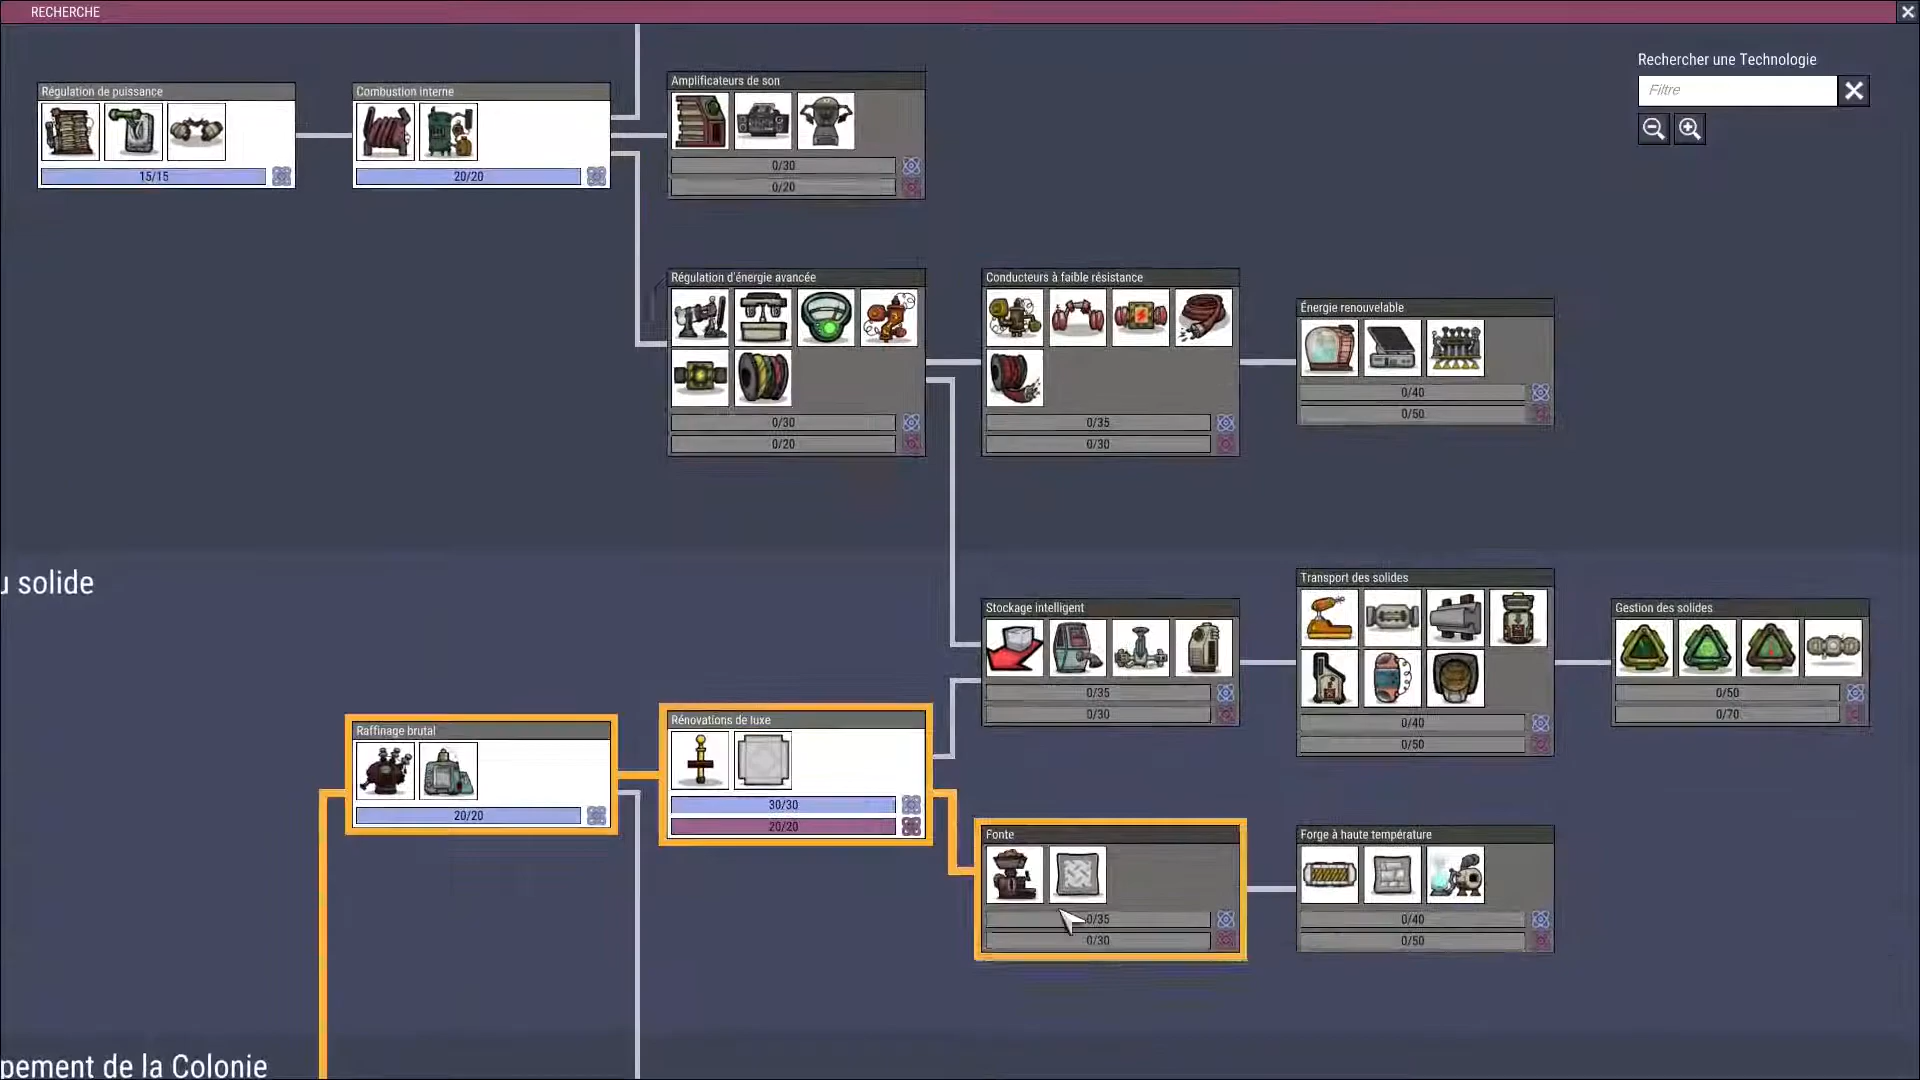 RECHERCHE
Rechercher une Technologie
Filtre
Régulation de puissance
15/15
Combustion interne
20/20
Amplificateurs de son
0/30
0/20
Régulation d'énergie avancée
0/30
0/20
Conducteurs à faible résistance
0/35
0/30
Énergie renouvelable
0/40
0/50
u solide
Stockage intelligent
0/35
0/30
Transport des solides
0/40
0/50
Gestion des solides
0/50
0/70
Raffinage brutal
20/20
Rénovations de luxe
30/30
20/20
Fonte
0/35
0/30
Forge à haute température
0/40
0/50
pement de la Colonie